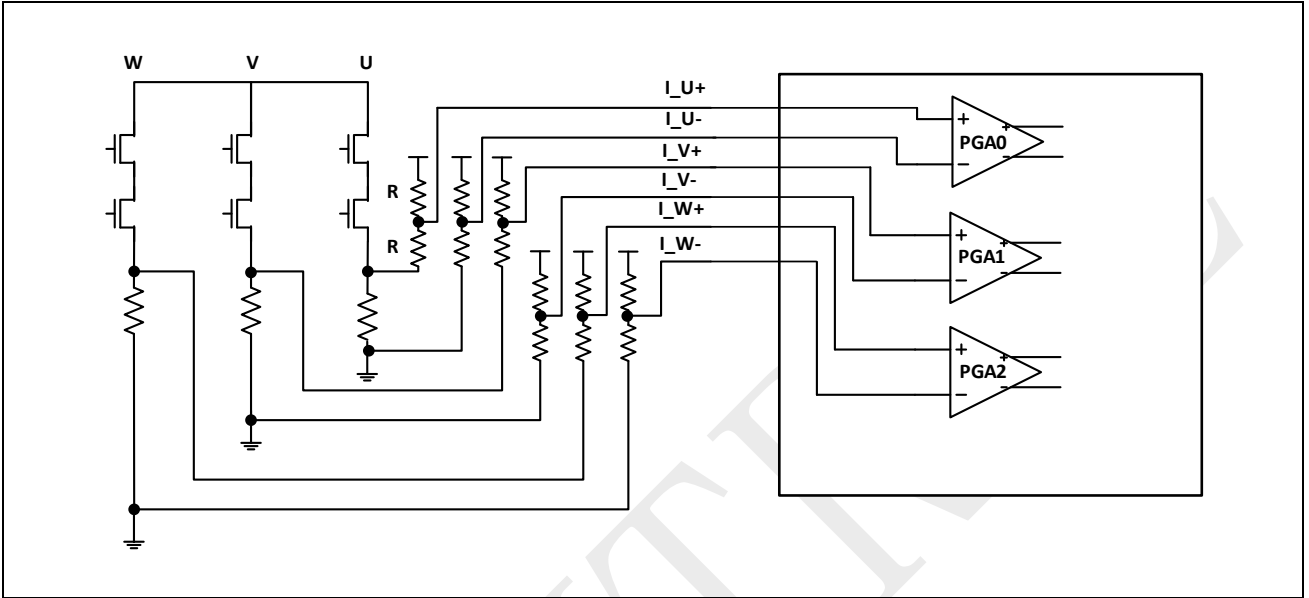 W V U
I_U+
I_U-
I_V+
I_V-
I_W+
I_W-
R
R
+
−
PGA0
+
-
+
−
PGA1
+
-
+
−
PGA2
+
-